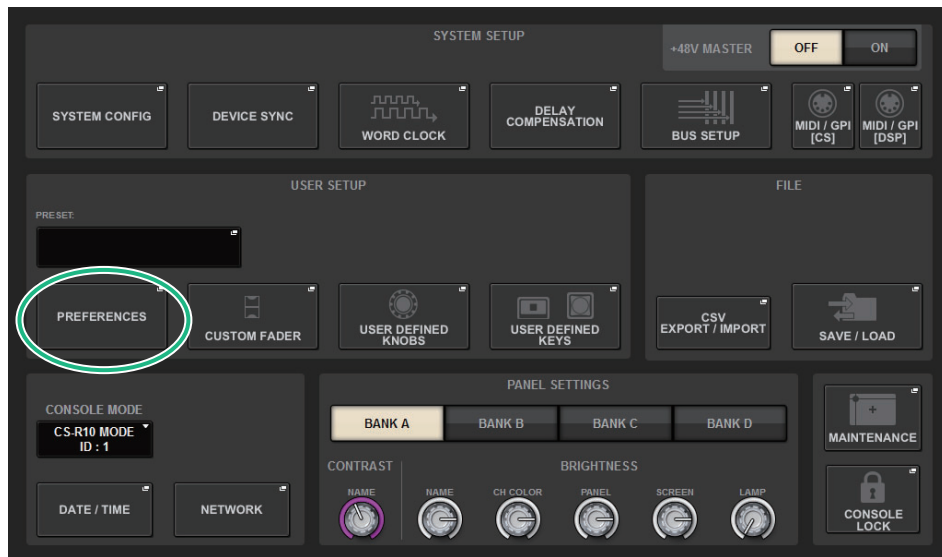 SYSTEM SETUP
+48V MASTER
OFF
ON
SYSTEM CONFIG
DEVICE SYNC
WORD CLOCK
DELAY
COMPENSATION
BUS SETUP
MIDI / GPI
[CS]
MIDI / GPI
[DSP]
USER SETUP
PRESET:
PREFERENCES
CUSTOM FADER
USER DEFINED
KNOBS
USER DEFINED
KEYS
FILE
CSV
EXPORT / IMPORT
SAVE / LOAD
CONSOLE MODE
CS-R10 MODE
ID : 1
DATE / TIME
NETWORK
PANEL SETTINGS
BANK A
BANK B
BANK C
BANK D
CONTRAST
BRIGHTNESS
NAME
NAME
CH COLOR
PANEL
SCREEN
LAMP
MAINTENANCE
CONSOLE
LOCK